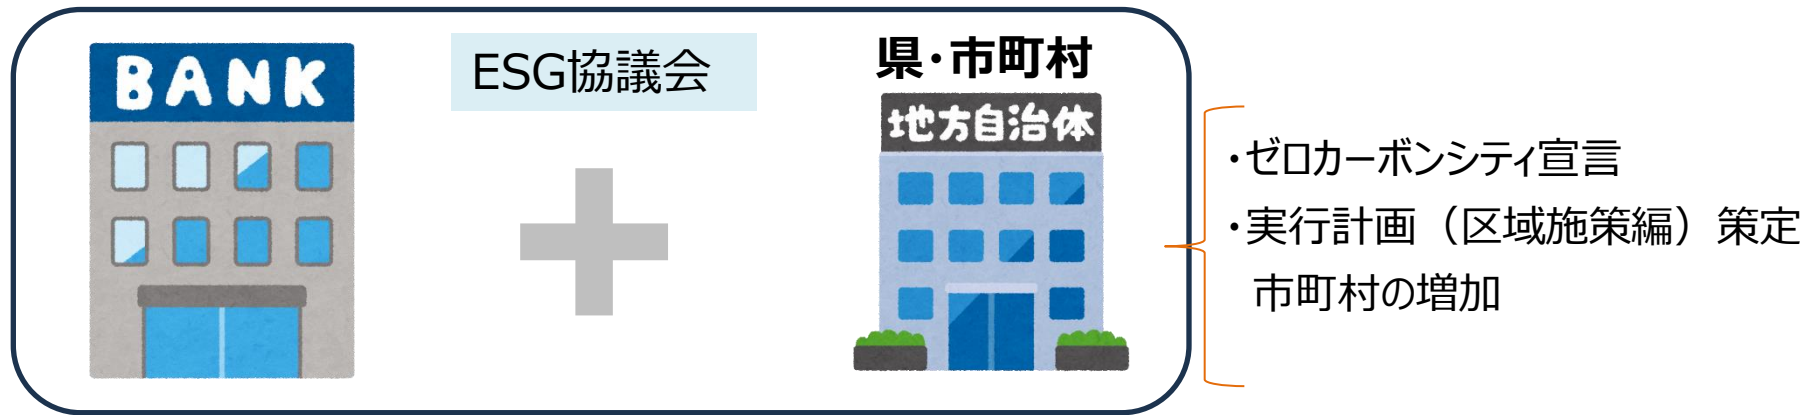 BANK
ESG協議会
県・市町村
地方自治体
・ゼロカーボンシティ宣言
・実行計画（区域施策編）策定
市町村の増加